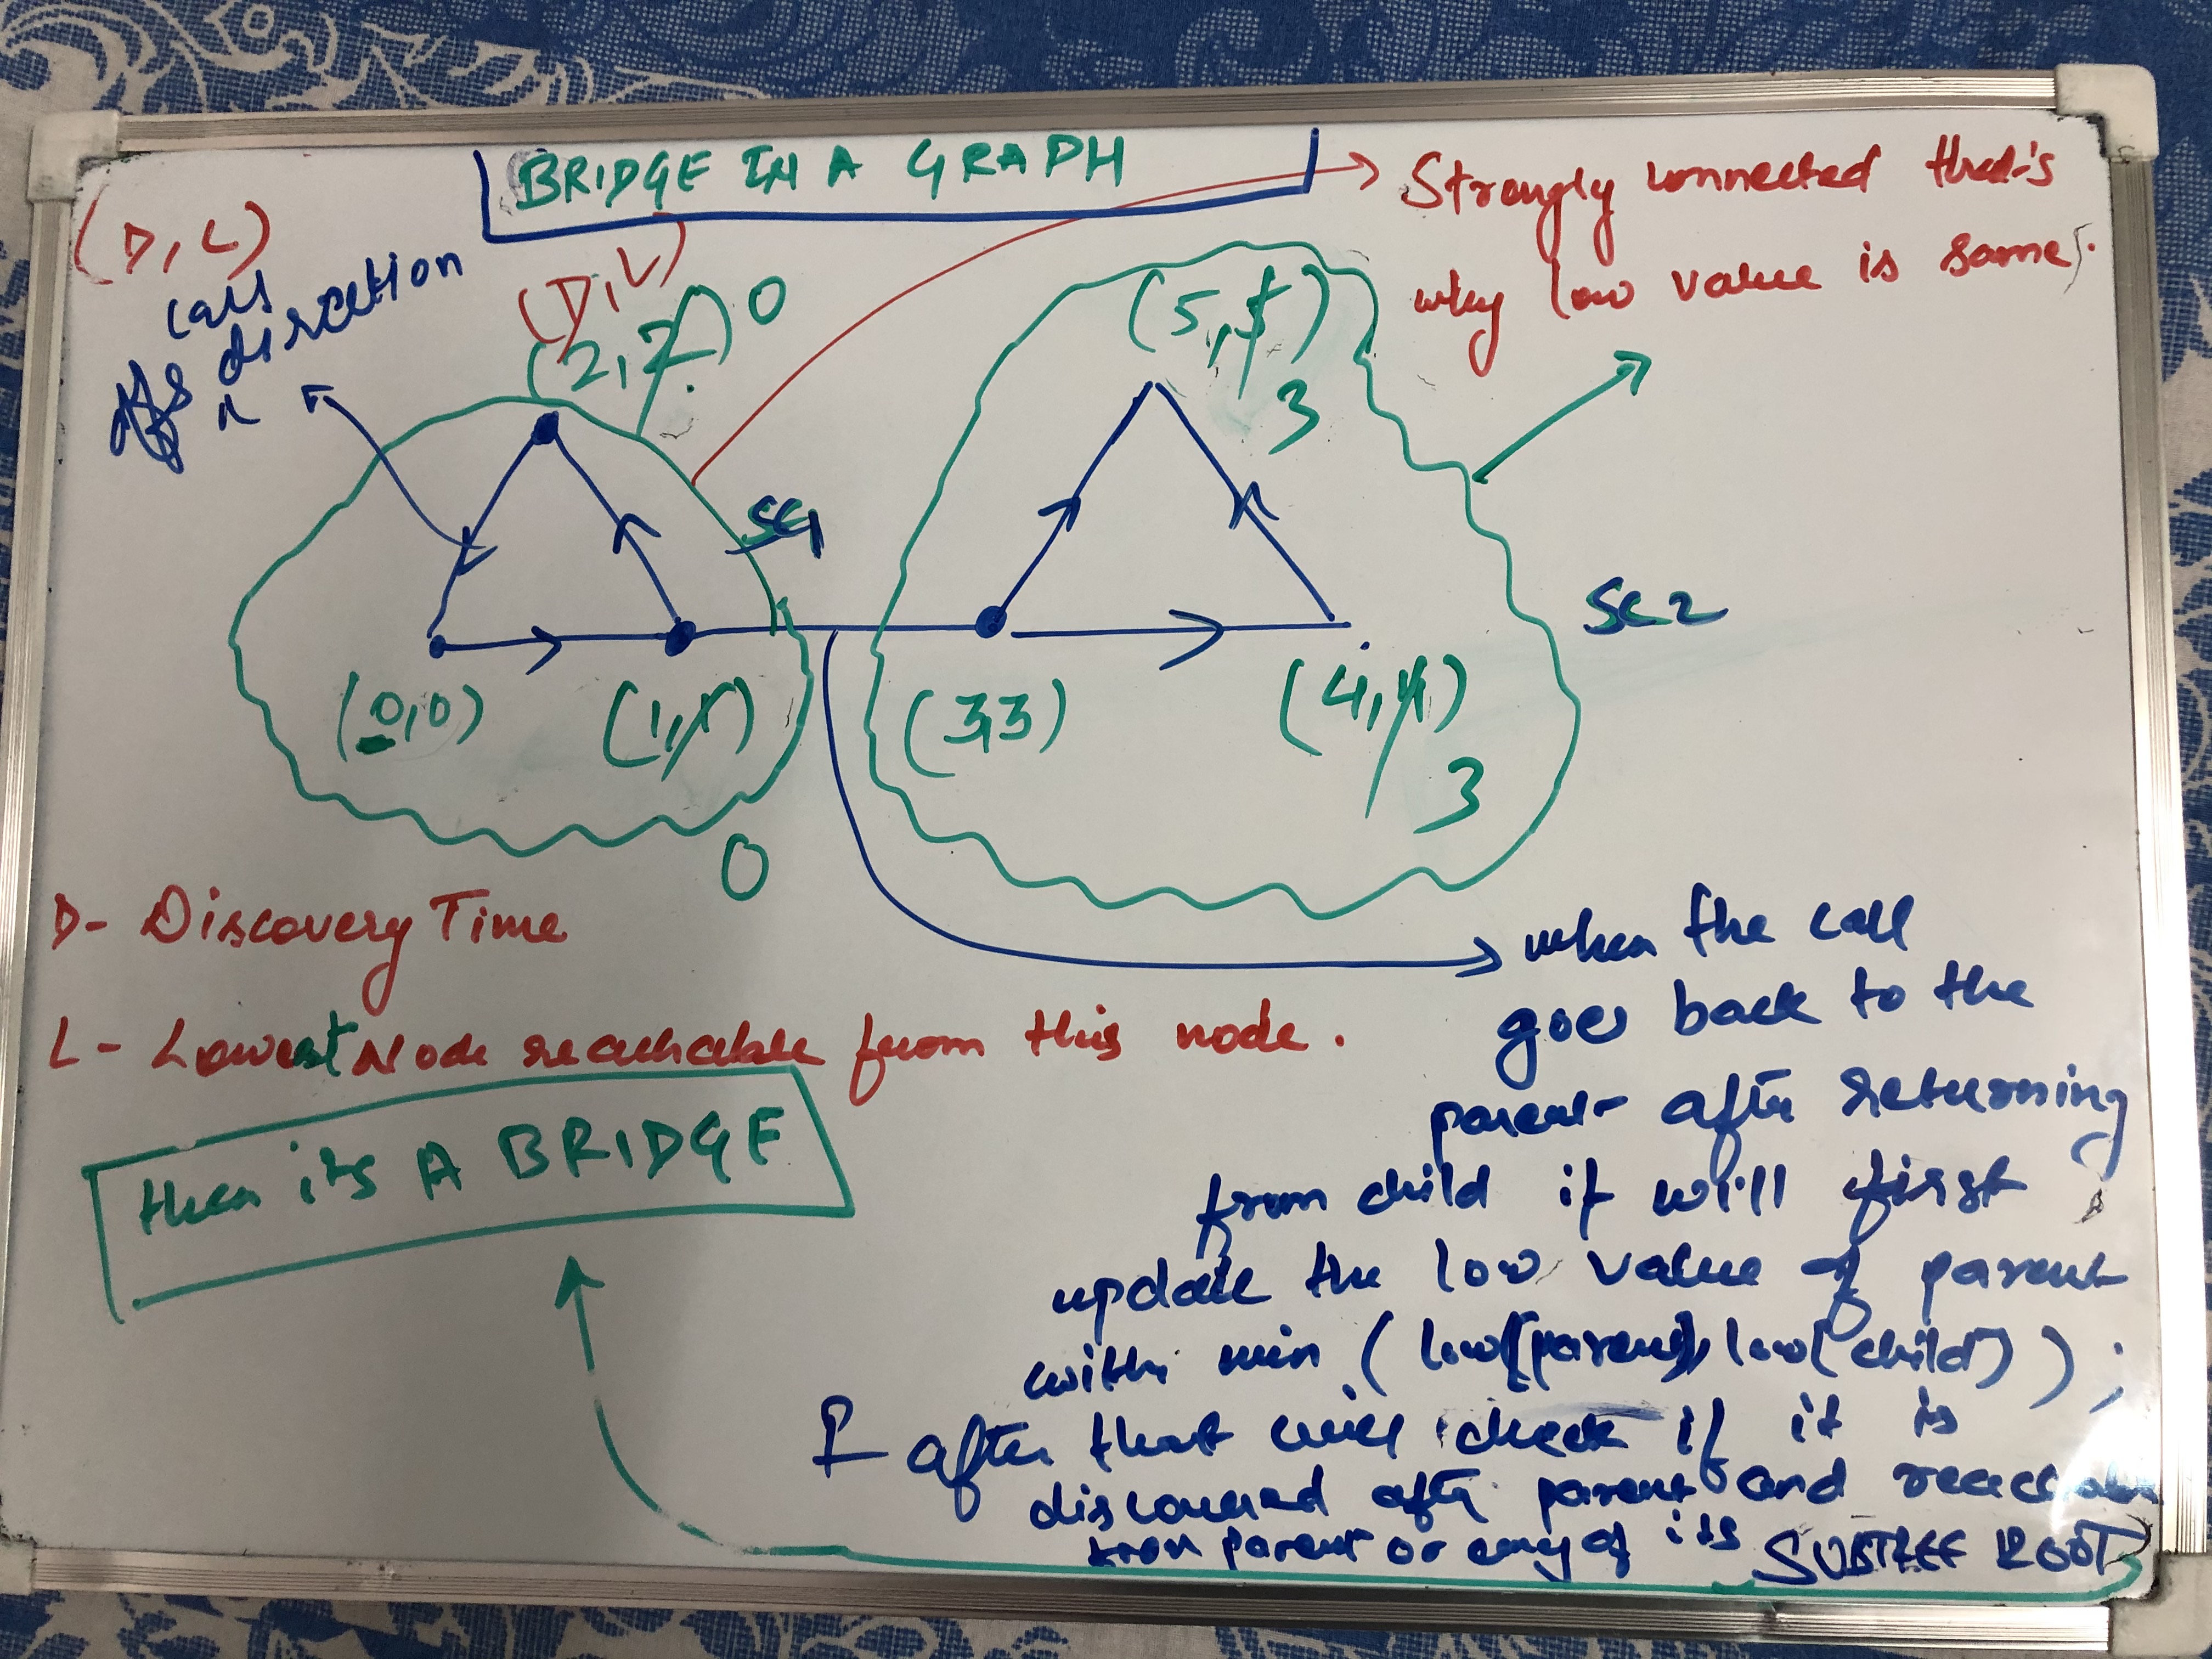 BRIDGE IN A GRAPH
(D, L)
Call direction
(D, L)
(2, 2) 0
(0,0)
(1, 1)
0
SC1
(3,3)
(5, 5)
3
(4, 4)
3
SC2
→ Strongly connected that's
why low value is same.
D- Discovery Time
L- Lowest Node reachable from this node.
→ when the call
goes back to the
parent after returning
from child it will first
update the low value of parent
with min (low(parent), low(child));
& after that will check if it is
discovered after parent and
from parent or any of its SUBTREE ROOT
then its A BRIDGE